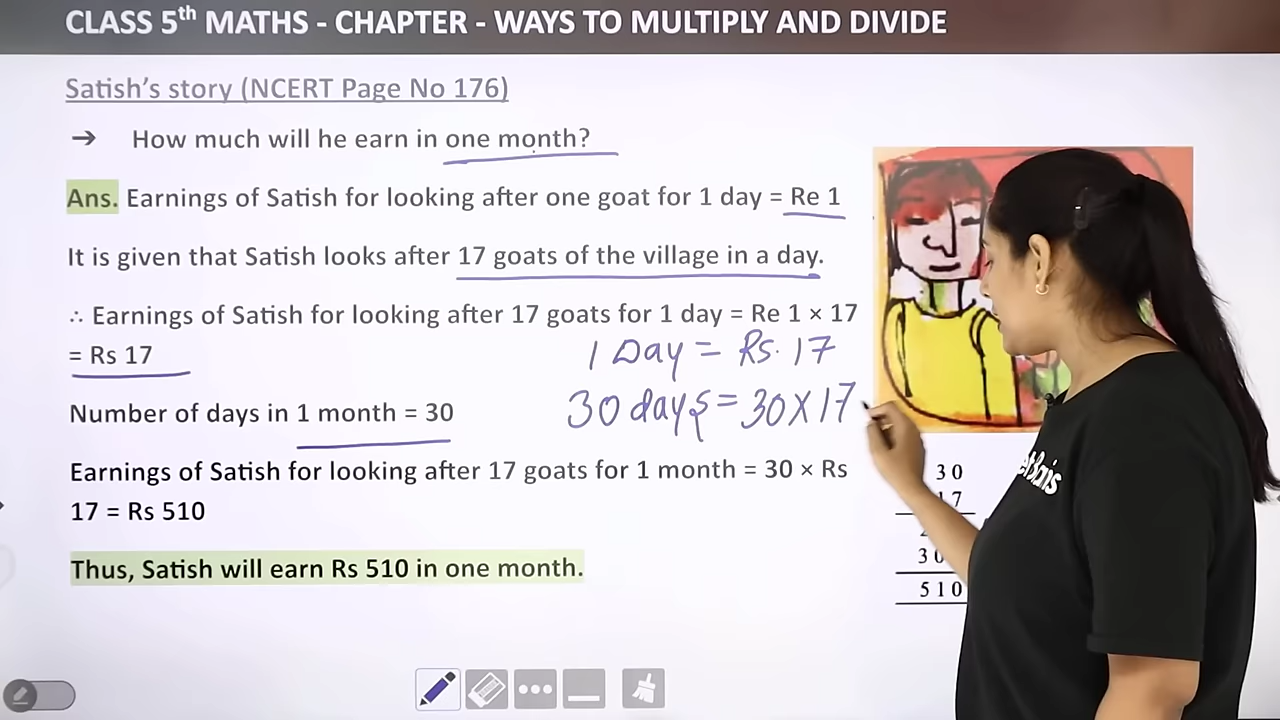 CLASS 5th MATHS - CHAPTER - WAYS TO MULTIPLY AND DIVIDE
Satish's story (NCERT Page No 176)
→ How much will he earn in one month?
Ans. Earnings of Satish for looking after one goat for 1 day = Re 1
It is given that Satish looks after 17 goats of the village in a day.
∴ Earnings of Satish for looking after 17 goats for 1 day = Re 1 × 17
= Rs 17
1 Day = Rs. 17
Number of days in 1 month = 30
30 days = 30 X 17
Earnings of Satish for looking after 17 goats for 1 month = 30 × Rs
17 = Rs 510
Thus, Satish will earn Rs 510 in one month.
30
17
510